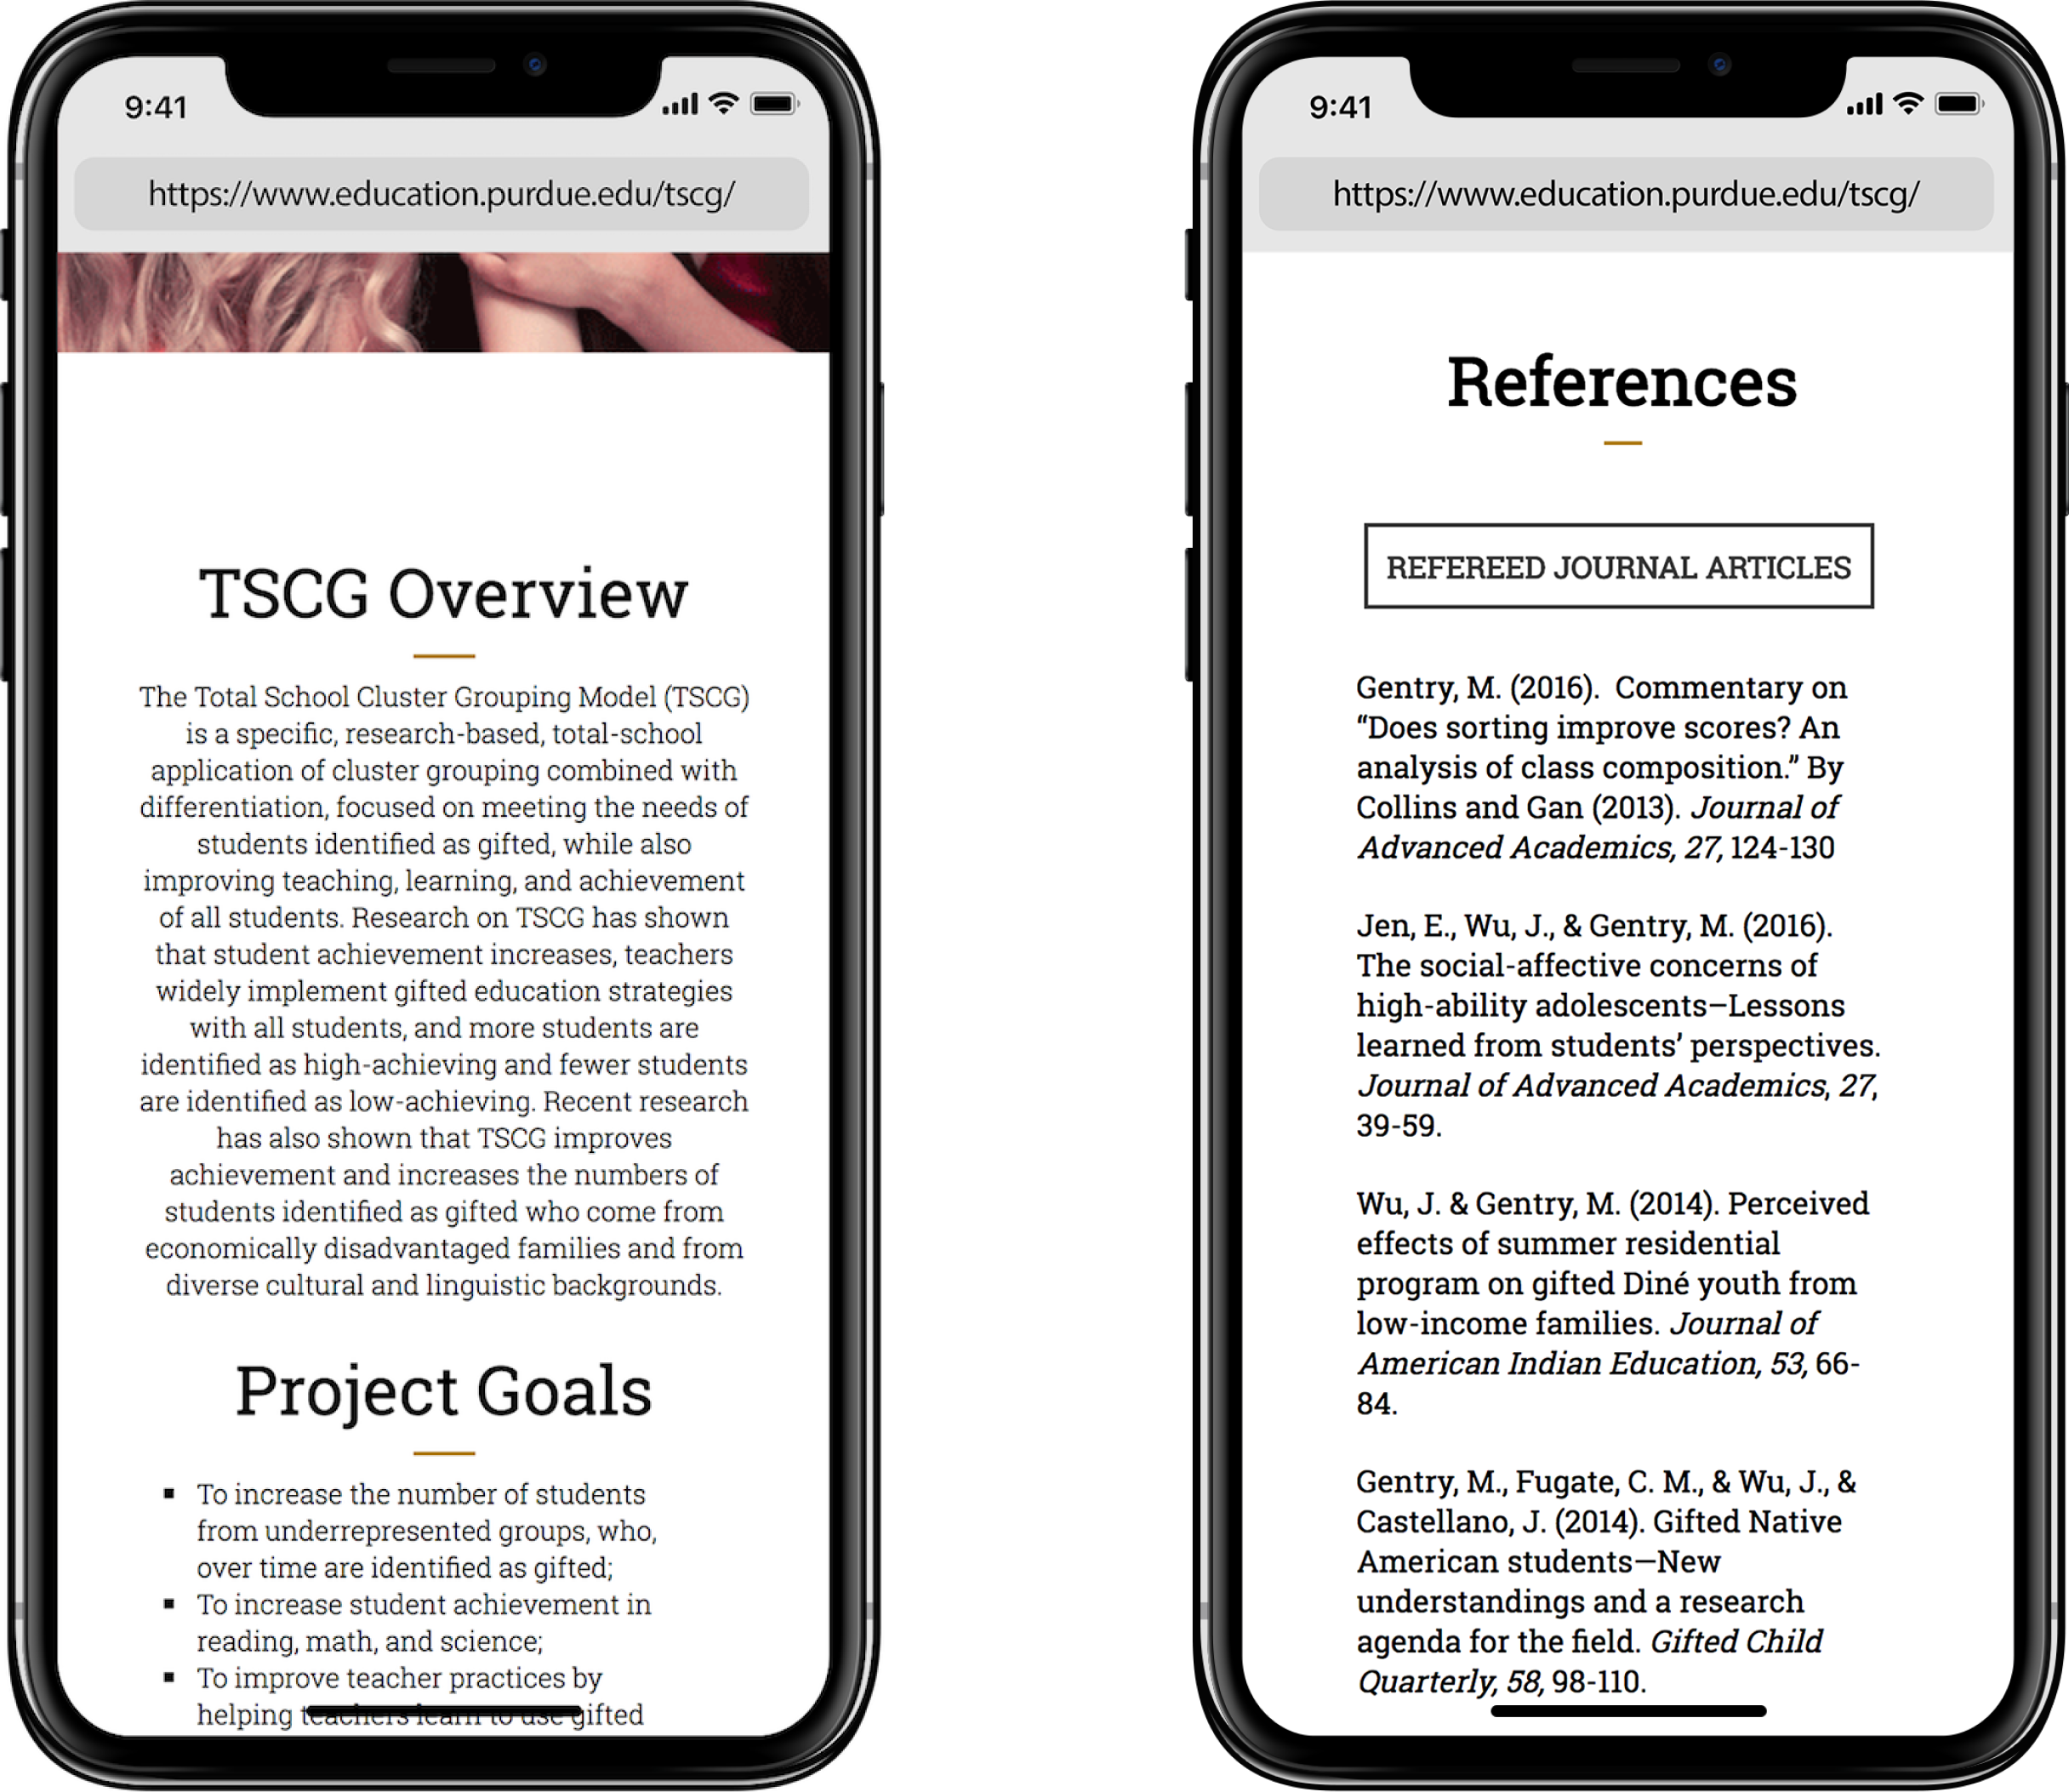 9:41
https://www.education.purdue.edu/tscg/
TSCG Overview
The Total School Cluster Grouping Model (TSCG)
is a specific, research-based, total-school
application of cluster grouping combined with
differentiation, focused on meeting the needs of
students identified as gifted, while also
improving teaching, learning, and achievement
of all students. Research on TSCG has shown
that student achievement increases, teachers
widely implement gifted education strategies
with all students, and more students are
identified as high-achieving and fewer students
are identified as low-achieving. Recent research
has also shown that TSCG improves
achievement and increases the numbers of
students identified as gifted who come from
economically disadvantaged families and from
diverse cultural and linguistic backgrounds.
Project Goals
▪ To increase the number of students
from underrepresented groups, who,
over time are identified as gifted;
▪ To increase student achievement in
reading, math, and science;
▪ To improve teacher practices by
helping teachers learn to use gifted
9:41
https://www.education.purdue.edu/tscg/
References
REFEREED JOURNAL ARTICLES
Gentry, M. (2016).  Commentary on
“Does sorting improve scores? An
analysis of class composition.” By
Collins and Gan (2013). Journal of
Advanced Academics, 27, 124-130
Jen, E., Wu, J., & Gentry, M. (2016).
The social-affective concerns of
high-ability adolescents–Lessons
learned from students’ perspectives.
Journal of Advanced Academics, 27,
39-59.
Wu, J. & Gentry, M. (2014). Perceived
effects of summer residential
program on gifted Diné youth from
low-income families. Journal of
American Indian Education, 53, 66-
84.
Gentry, M., Fugate, C. M., & Wu, J., &
Castellano, J. (2014). Gifted Native
American students—New
understandings and a research
agenda for the field. Gifted Child
Quarterly, 58, 98-110.